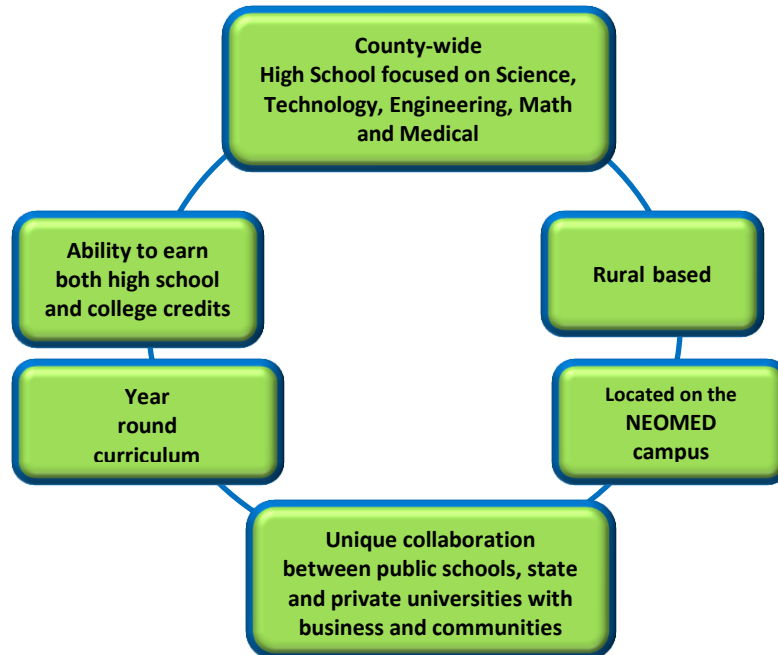 County-wide
High School focused on Science,
Technology, Engineering, Math
and Medical
Ability to earn
both high school
and college credits
Rural based
Year
round
curriculum
Located on the
NEOMED
campus
Unique collaboration
between public schools, state
and private universities with
business and communities